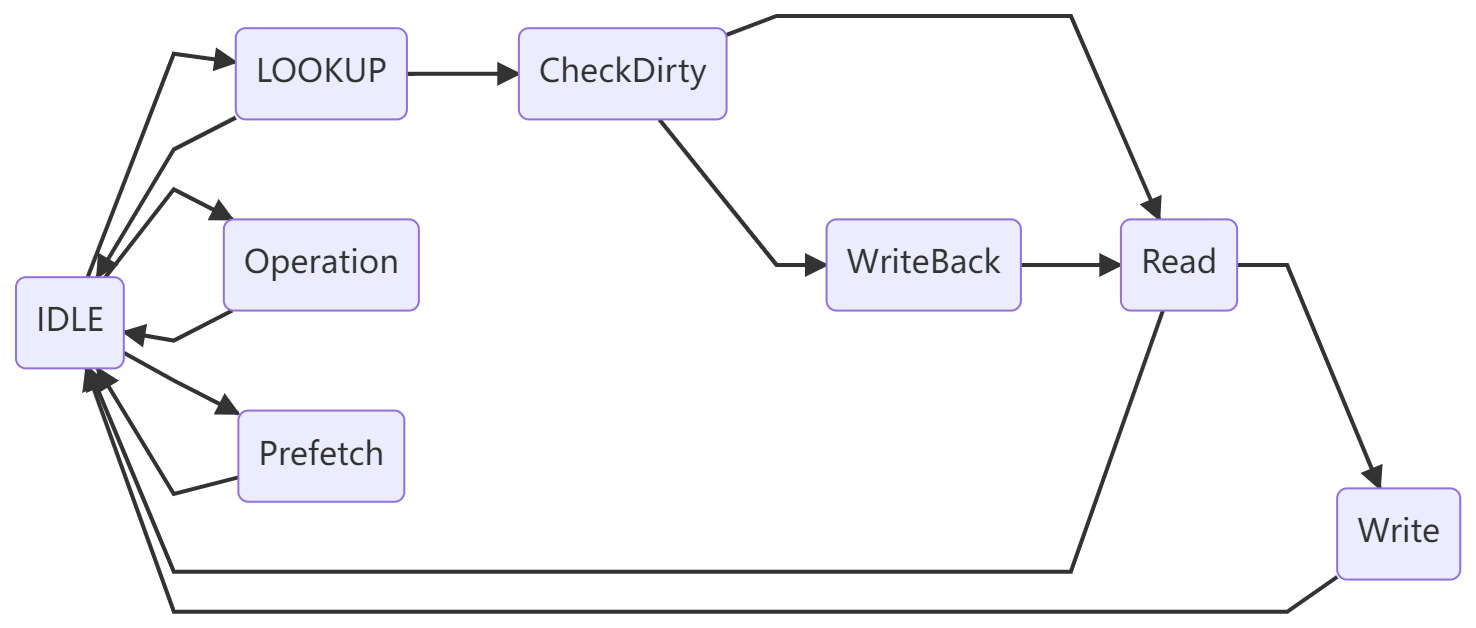 LOOKUP
CheckDirty
Operation
WriteBack
Read
IDLE
Prefetch
Write